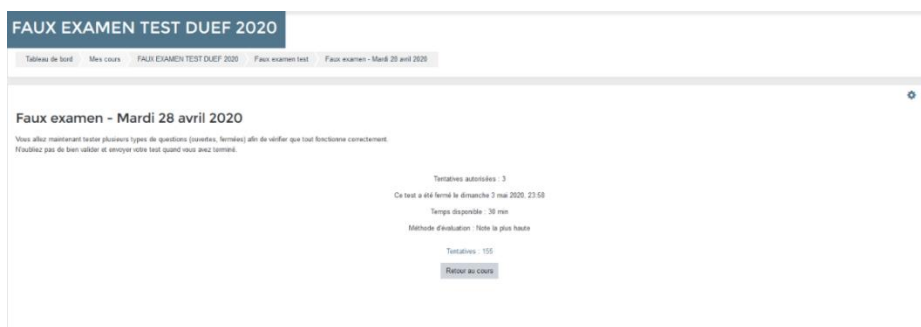 FAUX EXAMEN TEST DUEF 2020
Tableau de bord Mes cours FAUX EXAMEN TEST DUEF 2020 Faux examen test Faux examen - Mardi 28 avril 2020
Faux examen - Mardi 28 avril 2020
Vous allez maintenant tester plusieurs types de questions (ouvertes, fermées) afin de vérifier que tout fonctionne correctement.
N'oubliez pas de bien valider et envoyer votre test quand vous avez terminé.
Tentatives autorisées : 3
Ce test a été fermé le dimanche 3 mai 2020, 23:58
Temps disponible : 30 min
Méthode d'évaluation : Note la plus haute
Tentatives : 155
Retour au cours